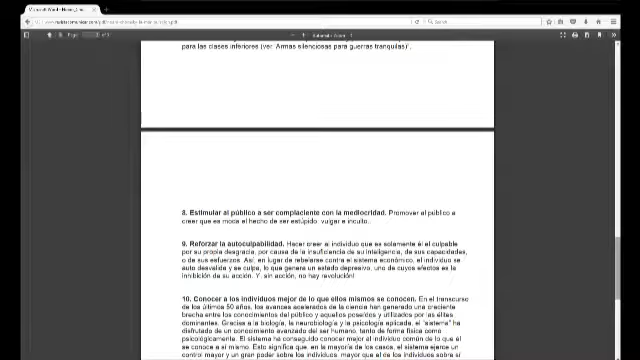 para las clases inferiores (ver 'Armas silenciosas para guerras tranquilas)".
8. Estimular al público a ser complaciente con la mediocridad. Promover al público a
creer que es moda el hecho de ser estúpido, vulgar e inculto.
9. Reforzar la autoculpabilidad. Hacer creer al individuo que es solamente él el culpable
por su propia desgracia, por causa de la insuficiencia de su inteligencia, de sus capacidades,
o de sus esfuerzos. Así, en lugar de rebelarse contra el sistema económico, el individuo se
auto desvalida y se culpa, lo que genera un estado depresivo, uno de cuyos efectos es la
inhibición de su acción. Y, sin acción, no hay revolución!
10. Conocer a los individuos mejor de lo que ellos mismos se conocen. En el transcurso
de los últimos 50 años, los avances acelerados de la ciencia han generado una creciente
brecha entre los conocimientos del público y aquellos poseídos y utilizados por las élites
dominantes. Gracias a la biología, la neurobiología y la psicología aplicada, el "sistema" ha
disfrutado de un conocimiento avanzado del ser humano, tanto de forma física como
psicológicamente. El sistema ha conseguido conocer mejor al individuo común de lo que él
se conoce a sí mismo. Esto significa que, en la mayoría de los casos, el sistema ejerce un
control mayor y un gran poder sobre los individuos, mayor que el de los individuos sobre sí